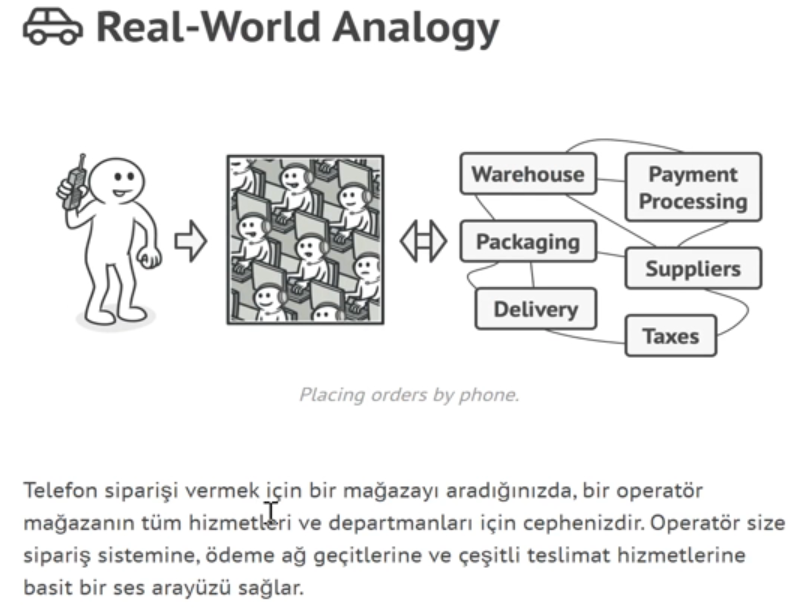 Real-World Analogy
Warehouse
Payment
Processing
Packaging
Suppliers
Delivery
Taxes
Placing orders by phone.
Telefon siparişi vermek için bir mağazayı aradığınızda, bir operatör
mağazanın tüm hizmetleri ve departmanları için cephenizdir. Operatör size
sipariş sistemine, ödeme ağ geçitlerine ve çeşitli teslimat hizmetlerine
basit bir ses arayüzü sağlar.